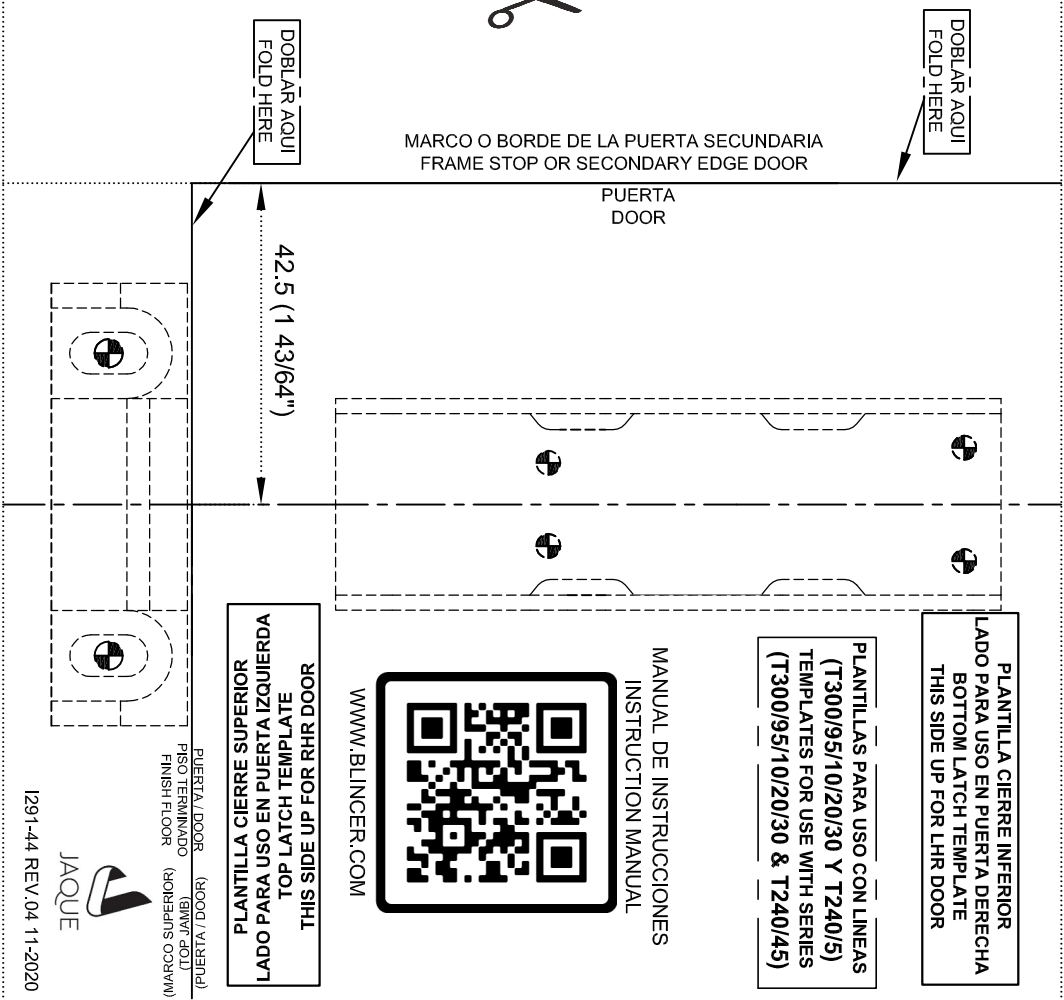 DOBLAR AQUI
FOLD HERE
DOBLAR AQUI
FOLD HERE
MARCO O BORDE DE LA PUERTA SECUNDARIA
FRAME STOP OR SECONDARY EDGE DOOR
PUERTA
DOOR
42.5 (1 43/64")
PLANTILLA CIERRE INFERIOR
LADO PARA USO EN PUERTA DERECHA
BOTTOM LATCH TEMPLATE
THIS SIDE UP FOR LHR DOOR
PLANTILLAS PARA USO CON LINEAS
(T300/95/10/20/30 Y T240/5)
TEMPLATES FOR USE WITH SERIES
(T300/95/10/20/30 & T240/45)
MANUAL DE INSTRUCCIONES
INSTRUCTION MANUAL
WWW.BLINCER.COM
THIS SIDE UP FOR RHR DOOR
TOP LATCH TEMPLATE
LADO PARA USO EN PUERTA IZQUIERDA
PLANTILLA CIERRE SUPERIOR
PUERTA / DOOR
PISO TERMINADO
FINISH FLOOR
(PUERTA / DOOR)
(TOP JAMB)
(MARCO SUPERIOR)
JAQUE
I291-44 REV.04 11-2020